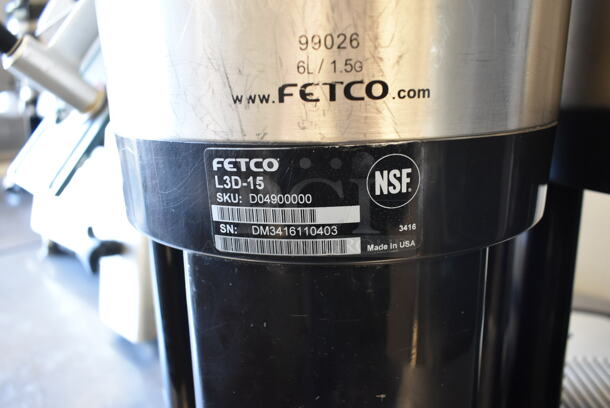 99026
6L / 1.5G
www.FETCO.com
FETCO
L3D-15
SKU: D04900000
SN: DM3416110403
NSF
3416
Made in USA